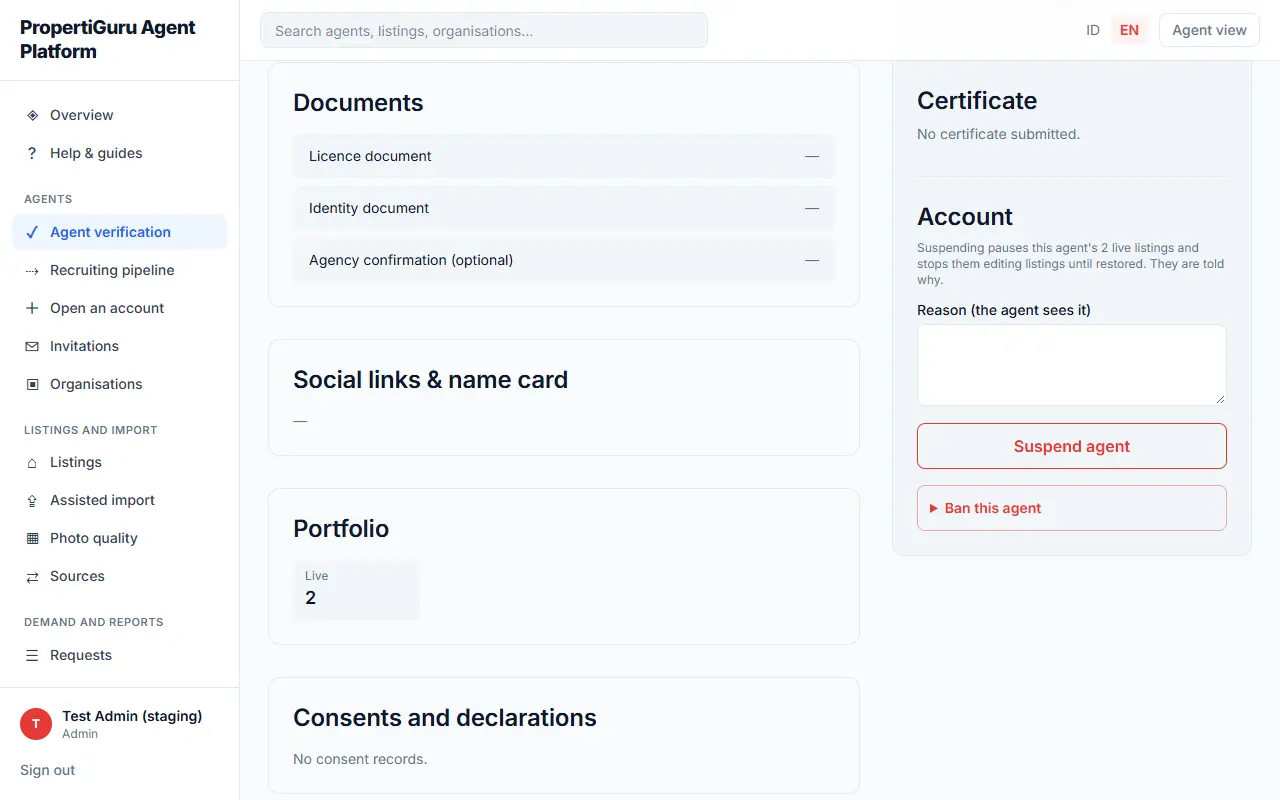 PropertiGuru Agent
Platform
Search agents, listings, organisations...
ID
EN
Agent view
Overview
? Help & guides
AGENTS
Agent verification
Recruiting pipeline
Open an account
Invitations
Organisations
LISTINGS AND IMPORT
Listings
Assisted import
Photo quality
Sources
DEMAND AND REPORTS
Requests
T
Test Admin (staging)
Admin
Sign out
Documents
Licence document —
Identity document —
Agency confirmation (optional) —
Social links & name card
—
Portfolio
Live
2
Consents and declarations
No consent records.
Certificate
No certificate submitted.
Account
Suspending pauses this agent's 2 live listings and
stops them editing listings until restored. They are told
why.
Reason (the agent sees it)
Suspend agent
Ban this agent